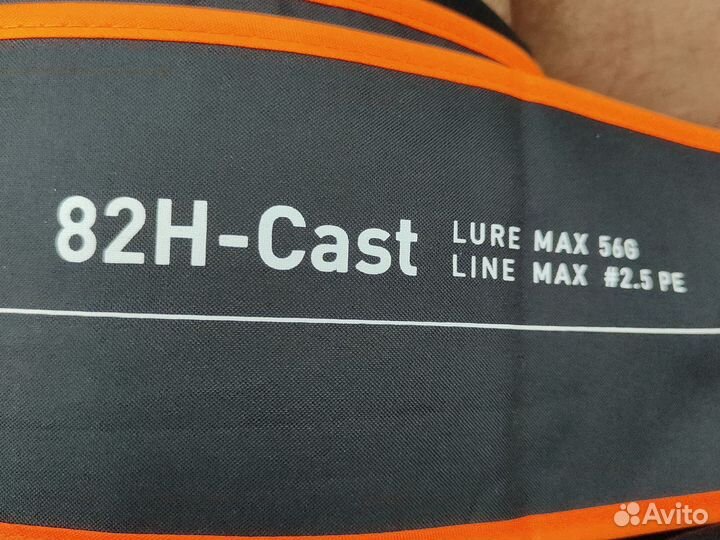 82H-Cast
LURE MAX 56G
LINE MAX #2.5 PE
Avito